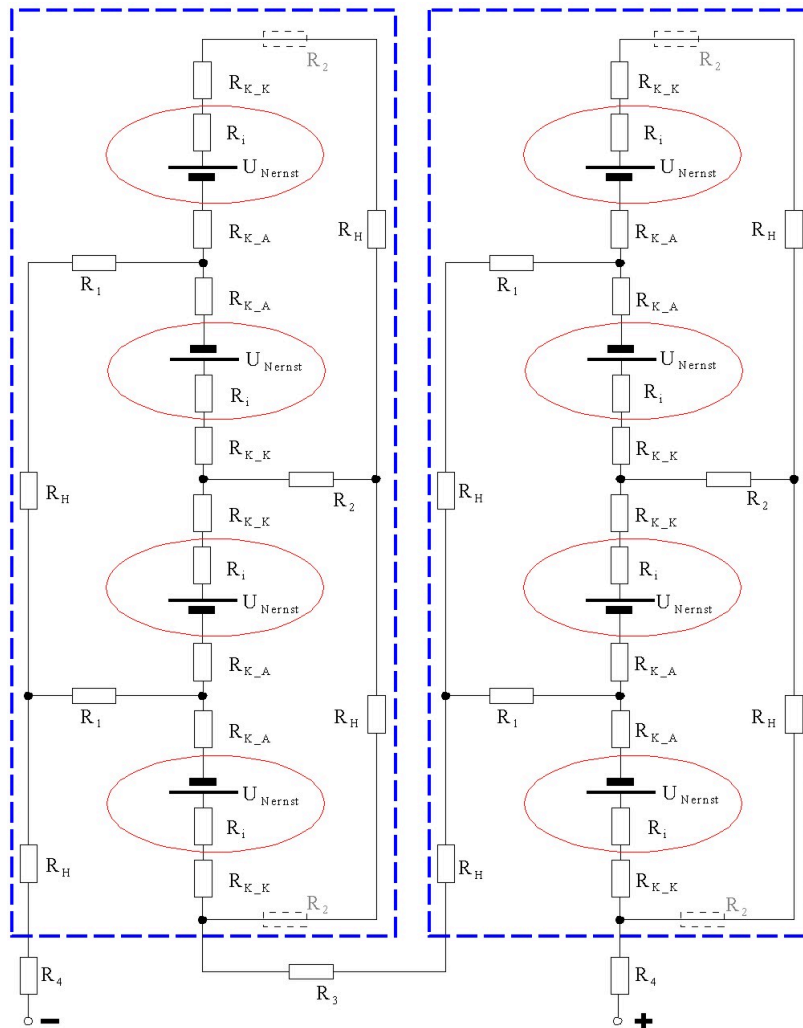 R2 R2
RK_K RK_K
Ri Ri
UNernst UNernst
RK_A RH RK_A RH
R1 R1
RK_A RK_A
UNernst UNernst
Ri Ri
RK_K RK_K
RH R2 RH R2
RK_K RK_K
Ri Ri
UNernst UNernst
RK_A RK_A
R1 RH R1 RH
RK_A RK_A
UNernst UNernst
Ri Ri
RH RK_K RH RK_K
R2 R2
R4 R3 R4
− +